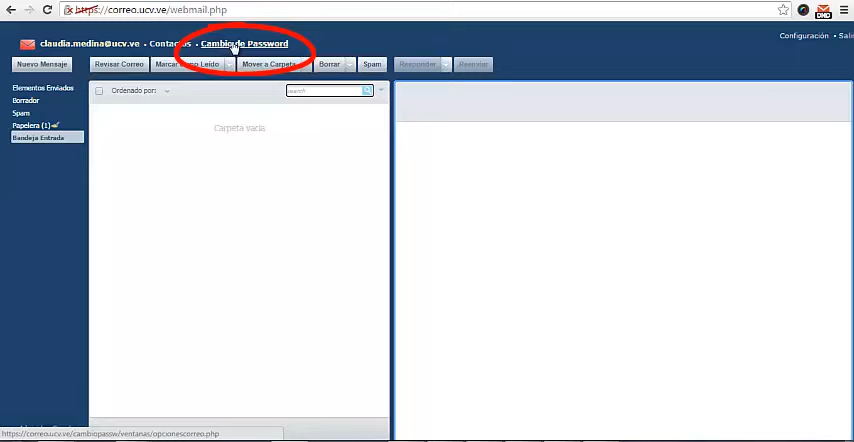 https://correo.ucv.ve/webmail.php
DMD
claudia.medina@ucv.ve • Contactos • Cambio de Password
Configuración • Salir
Nuevo Mensaje Revisar Correo Marcar como Leído Mover a Carpeta Borrar Spam Responder Reenviar
Elementos Enviados
Borrador
Spam
Papelera (1)
Bandeja Entrada
Ordenado por:
search
Carpeta vacía
https://correo.ucv.ve/cambiopassw/ventanas/opcionescorreo.php